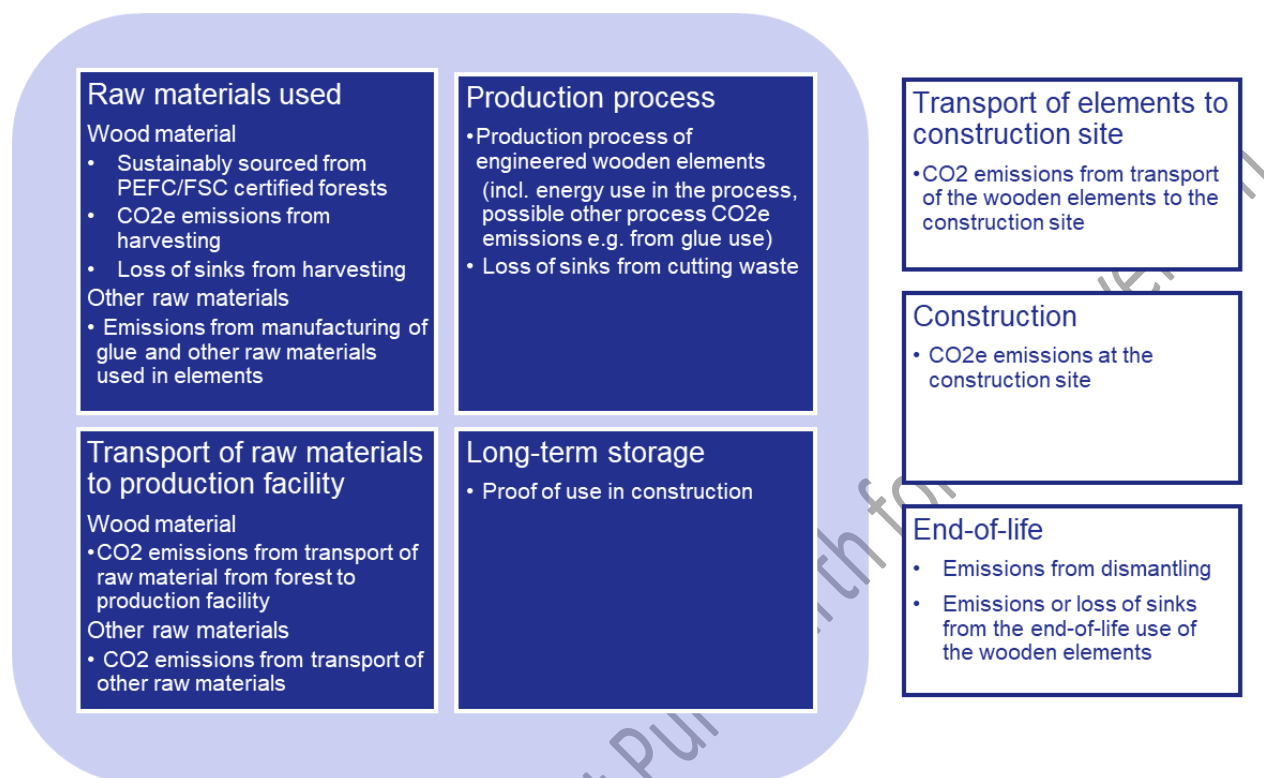 Raw materials used
Wood material
• Sustainably sourced from
PEFC/FSC certified forests
• CO2e emissions from
harvesting
• Loss of sinks from harvesting
Other raw materials
• Emissions from manufacturing of
glue and other raw materials
used in elements
Production process
•Production process of
engineered wooden elements
(incl. energy use in the process,
possible other process CO2e
emissions e.g. from glue use)
• Loss of sinks from cutting waste
Transport of raw materials
to production facility
Wood material
•CO2 emissions from transport of
raw material from forest to
production facility
Other raw materials
• CO2 emissions from transport of
other raw materials
Long-term storage
• Proof of use in construction
Transport of elements to
construction site
•CO2 emissions from transport
of the wooden elements to the
construction site
Construction
• CO2e emissions at the
construction site
End-of-life
• Emissions from dismantling
• Emissions or loss of sinks
from the end-of-life use of
the wooden elements